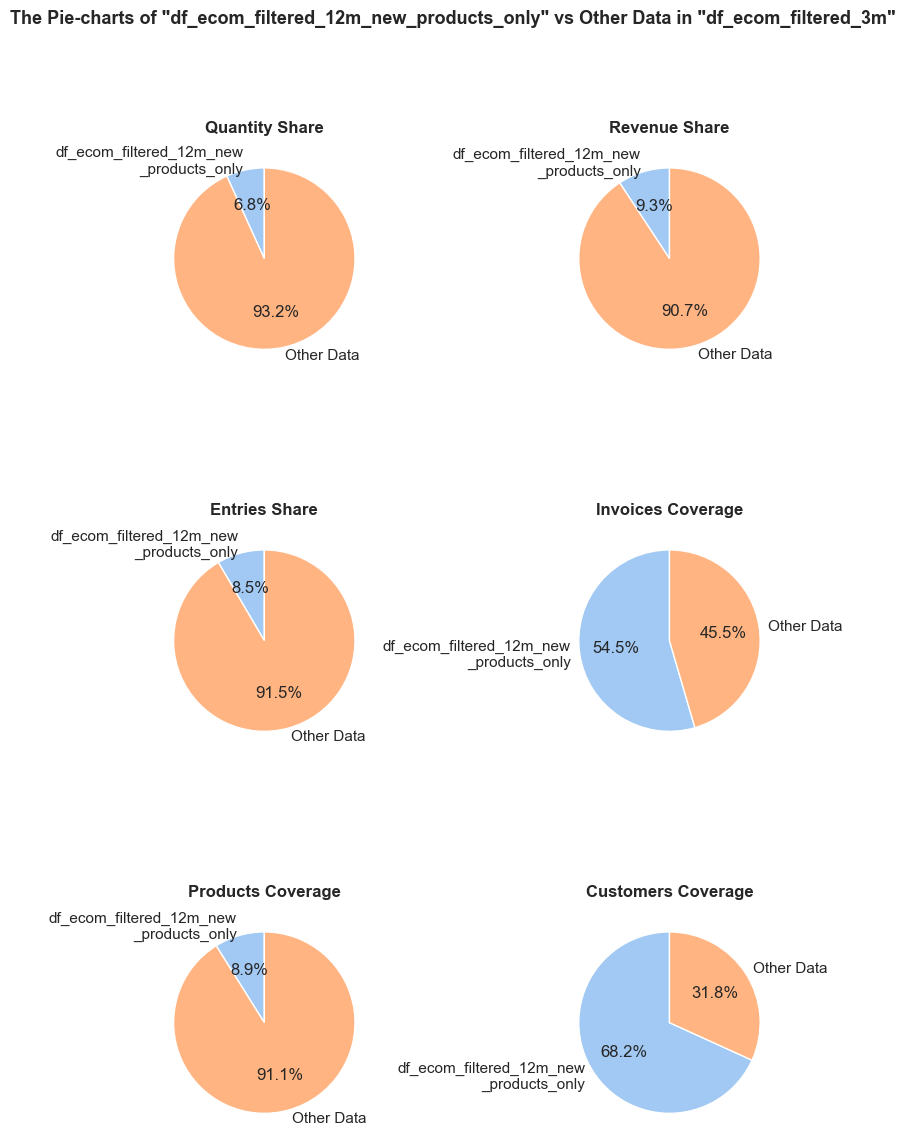 The Pie-charts of "df_ecom_filtered_12m_new_products_only" vs Other Data in "df_ecom_filtered_3m"
Quantity Share
df_ecom_filtered_12m_new
_products_only
6.8%
93.2%
Other Data
Revenue Share
df_ecom_filtered_12m_new
_products_only
9.3%
90.7%
Other Data
Entries Share
df_ecom_filtered_12m_new
_products_only
8.5%
91.5%
Other Data
Invoices Coverage
Other Data
45.5%
54.5%
df_ecom_filtered_12m_new
_products_only
Products Coverage
df_ecom_filtered_12m_new
_products_only
8.9%
91.1%
Other Data
Customers Coverage
Other Data
31.8%
68.2%
df_ecom_filtered_12m_new
_products_only